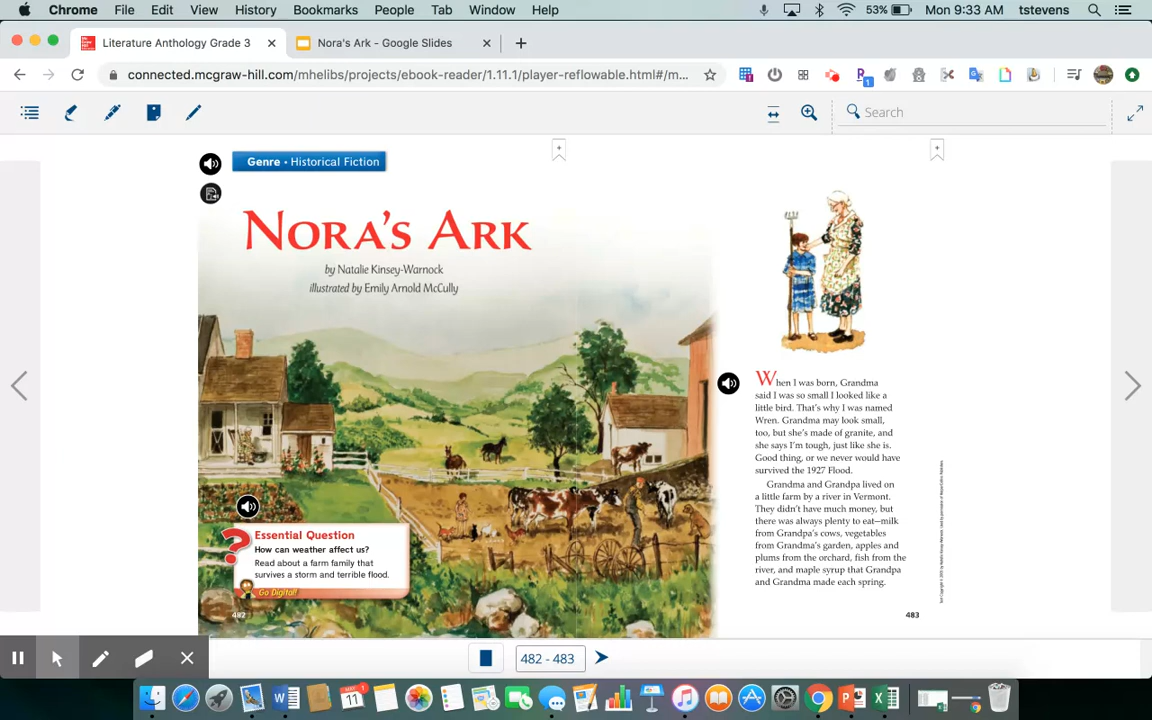 Chrome File Edit View History Bookmarks People Tab Window Help 53% Mon 9:33 AM tstevens
Literature Anthology Grade 3 Nora's Ark - Google Slides
connected.mcgraw-hill.com/mhelibs/projects/ebook-reader/1.11.1/player-reflowable.html#/m...
Search
Genre • Historical Fiction
NORA'S ARK
by Natalie Kinsey-Warnock
illustrated by Emily Arnold McCully
When I was born, Grandma
said I was so small I looked like a
little bird. That's why I was named
Wren. Grandma may look small,
too, but she's made of granite, and
she says I'm tough, just like she is.
Good thing, or we never would have
survived the 1927 Flood.
Grandma and Grandpa lived on
a little farm by a river in Vermont.
They didn't have much money, but
there was always plenty to eat—milk
from Grandpa's cows, vegetables
from Grandma's garden, apples and
plums from the orchard, fish from the
river, and maple syrup that Grandpa
and Grandma made each spring.
Essential Question
How can weather affect us?
Read about a farm family that
survives a storm and terrible flood.
Go Digital!
482
483
482 - 483